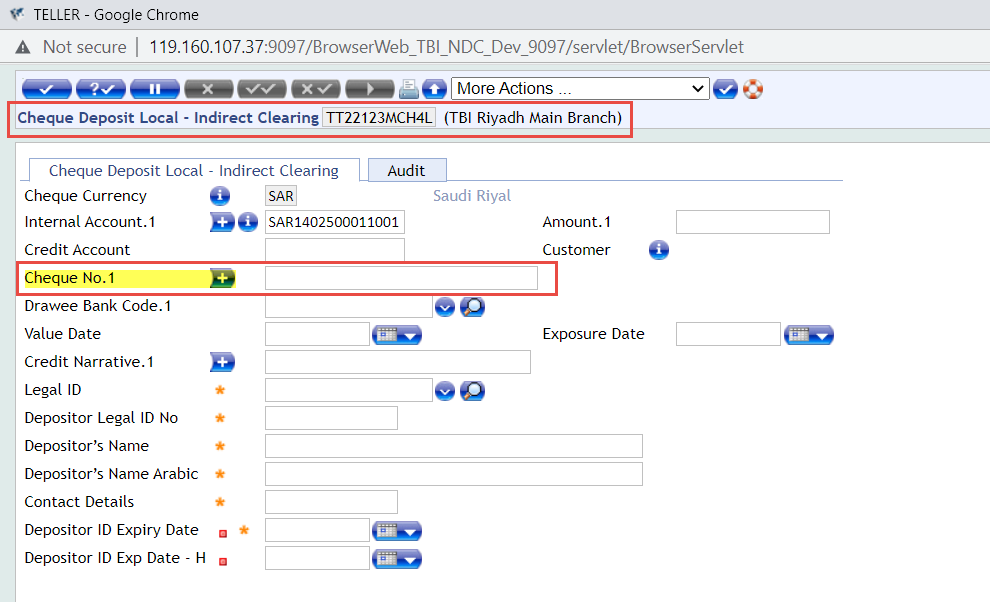 TELLER - Google Chrome
Not secure | 119.160.107.37:9097/BrowserWeb_TBI_NDC_Dev_9097/servlet/BrowserServlet
More Actions ...
Cheque Deposit Local - Indirect Clearing TT22123MCH4L (TBI Riyadh Main Branch)
Cheque Deposit Local - Indirect Clearing Audit
Cheque Currency SAR Saudi Riyal
Internal Account.1 SAR1402500011001 Amount.1
Credit Account Customer
Cheque No.1
Drawee Bank Code.1
Value Date Exposure Date
Credit Narrative.1
Legal ID *
Depositor Legal ID No *
Depositor's Name *
Depositor's Name Arabic *
Contact Details *
Depositor ID Expiry Date *
Depositor ID Exp Date - H